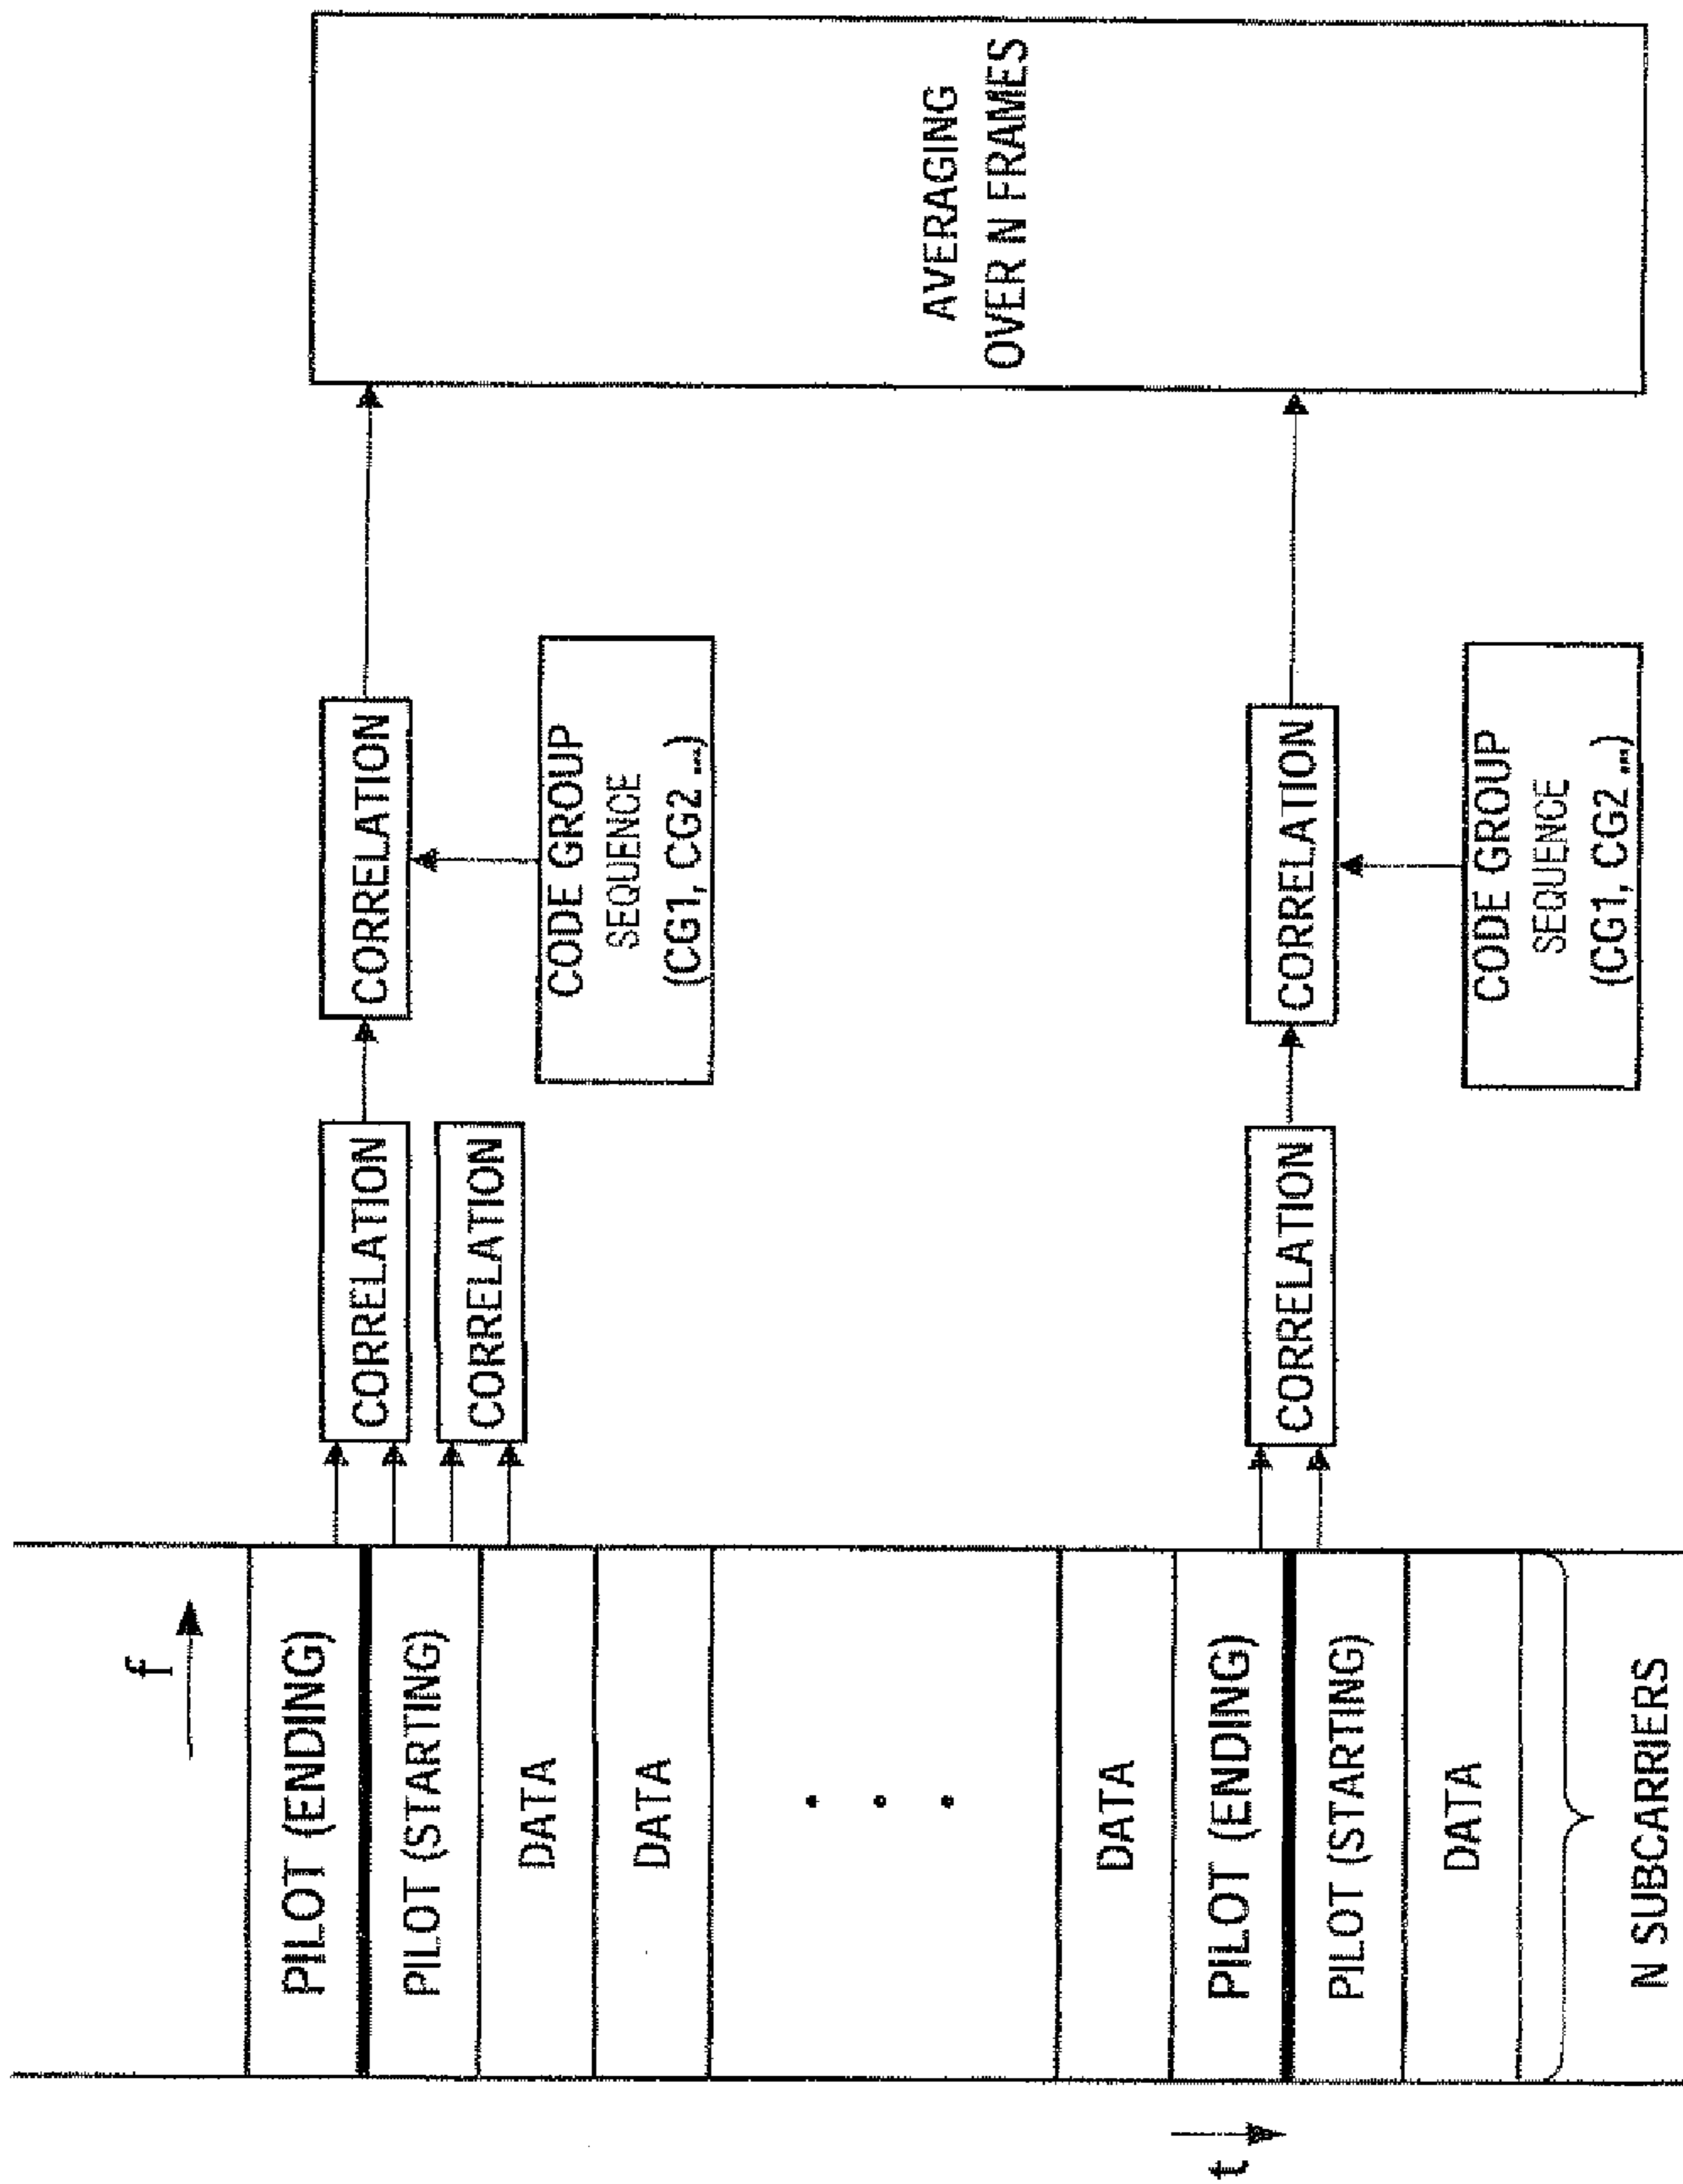 f
PILOT (ENDING)
PILOT (STARTING)
DATA
DATA
DATA
t
PILOT (ENDING)
PILOT (STARTING)
DATA
N SUBCARRIERS
CORRELATION
CORRELATION
CORRELATION
CODE GROUP
SEQUENCE
(CG1, CG2 ...)
CORRELATION
CORRELATION
CODE GROUP
SEQUENCE
(CG1, CG2 ...)
AVERAGING
OVER N FRAMES